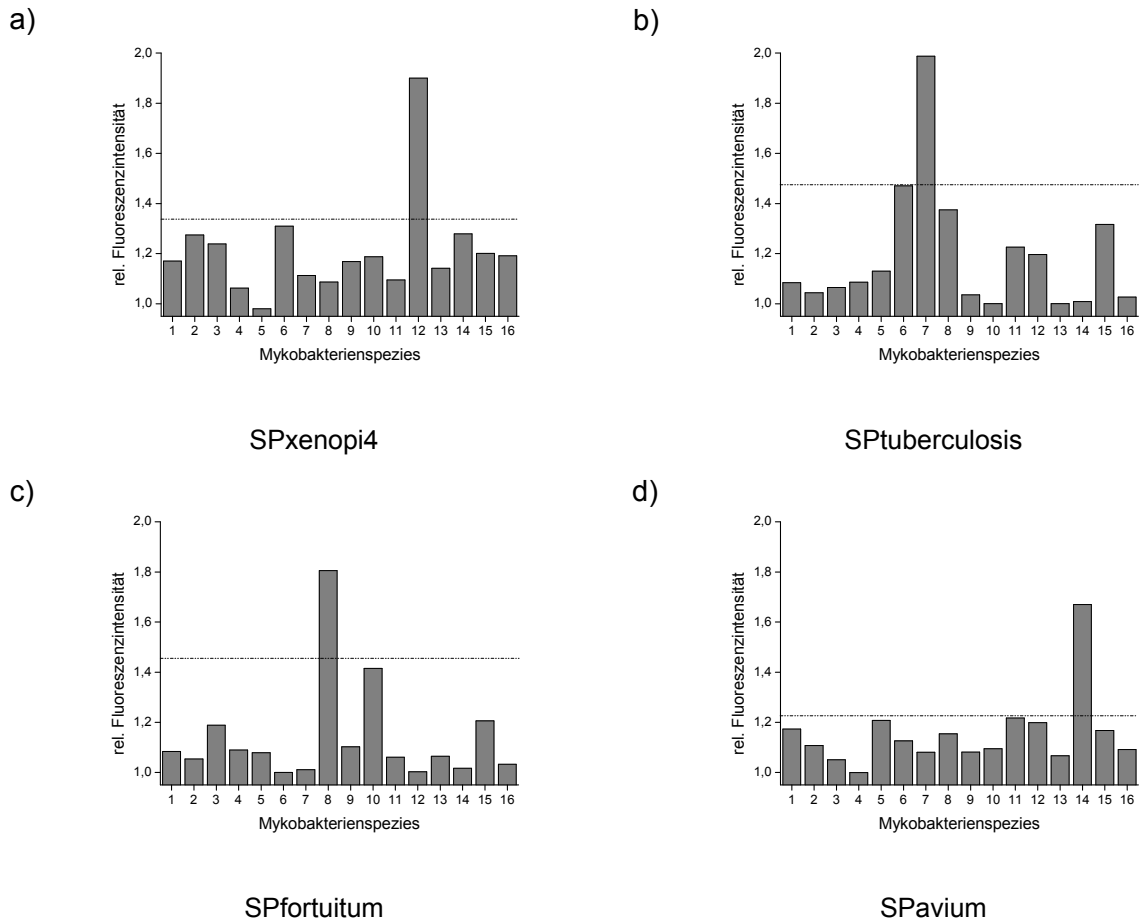 a)
2,0
1,8
1,6
1,4
1,2
1,0
rel. Fluoreszenzintensität
1 2 3 4 5 6 7 8 9 10 11 12 13 14 15 16
Mykobakterienspezies
SPxenopi4
b)
2,0
1,8
1,6
1,4
1,2
1,0
rel. Fluoreszenzintensität
1 2 3 4 5 6 7 8 9 10 11 12 13 14 15 16
Mykobakterienspezies
SPtuberculosis
c)
2,0
1,8
1,6
1,4
1,2
1,0
rel. Fluoreszenzintensität
1 2 3 4 5 6 7 8 9 10 11 12 13 14 15 16
Mykobakterienspezies
SPfortuitum
d)
2,0
1,8
1,6
1,4
1,2
1,0
rel. Fluoreszenzintensität
1 2 3 4 5 6 7 8 9 10 11 12 13 14 15 16
Mykobakterienspezies
SPavium